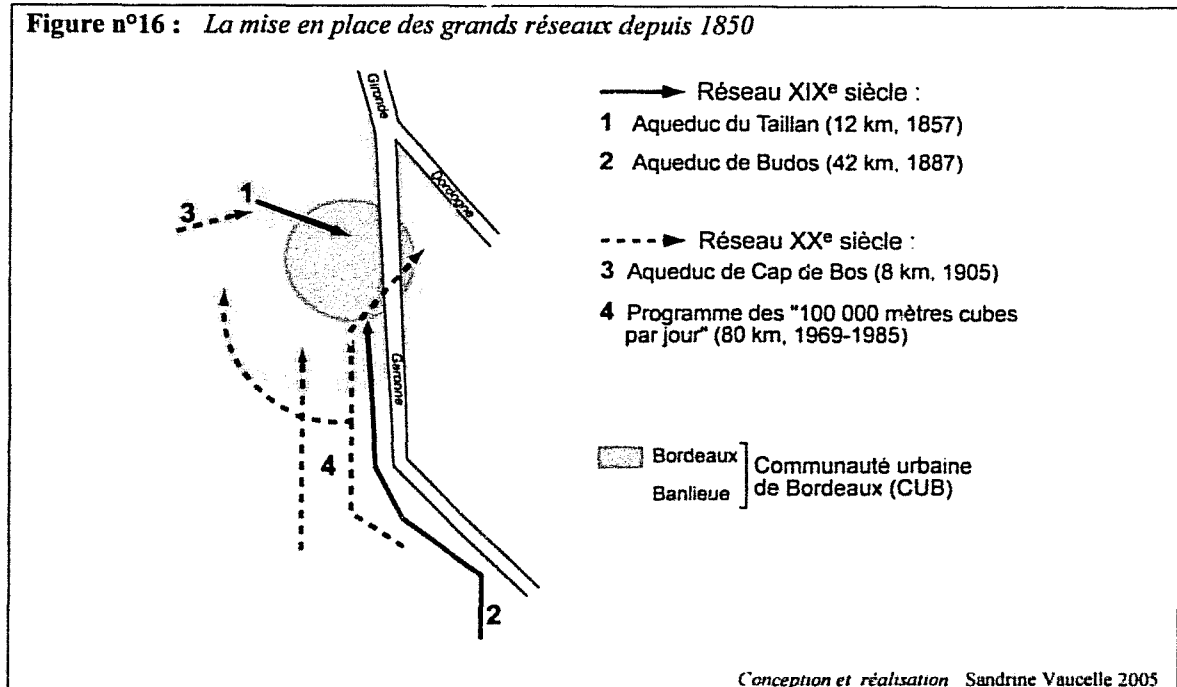 Figure n°16 : La mise en place des grands réseaux depuis 1850
Gironde
Dordogne
Garonne
1
3
4
2
Réseau XIXe siècle :
1 Aqueduc du Taillan (12 km, 1857)
2 Aqueduc de Budos (42 km, 1887)
Réseau XXe siècle :
3 Aqueduc de Cap de Bos (8 km, 1905)
4 Programme des "100 000 mètres cubes
par jour" (80 km, 1969-1985)
Bordeaux
Banlieue
Communauté urbaine
de Bordeaux (CUB)
Conception et réalisation Sandrine Vaucelle 2005